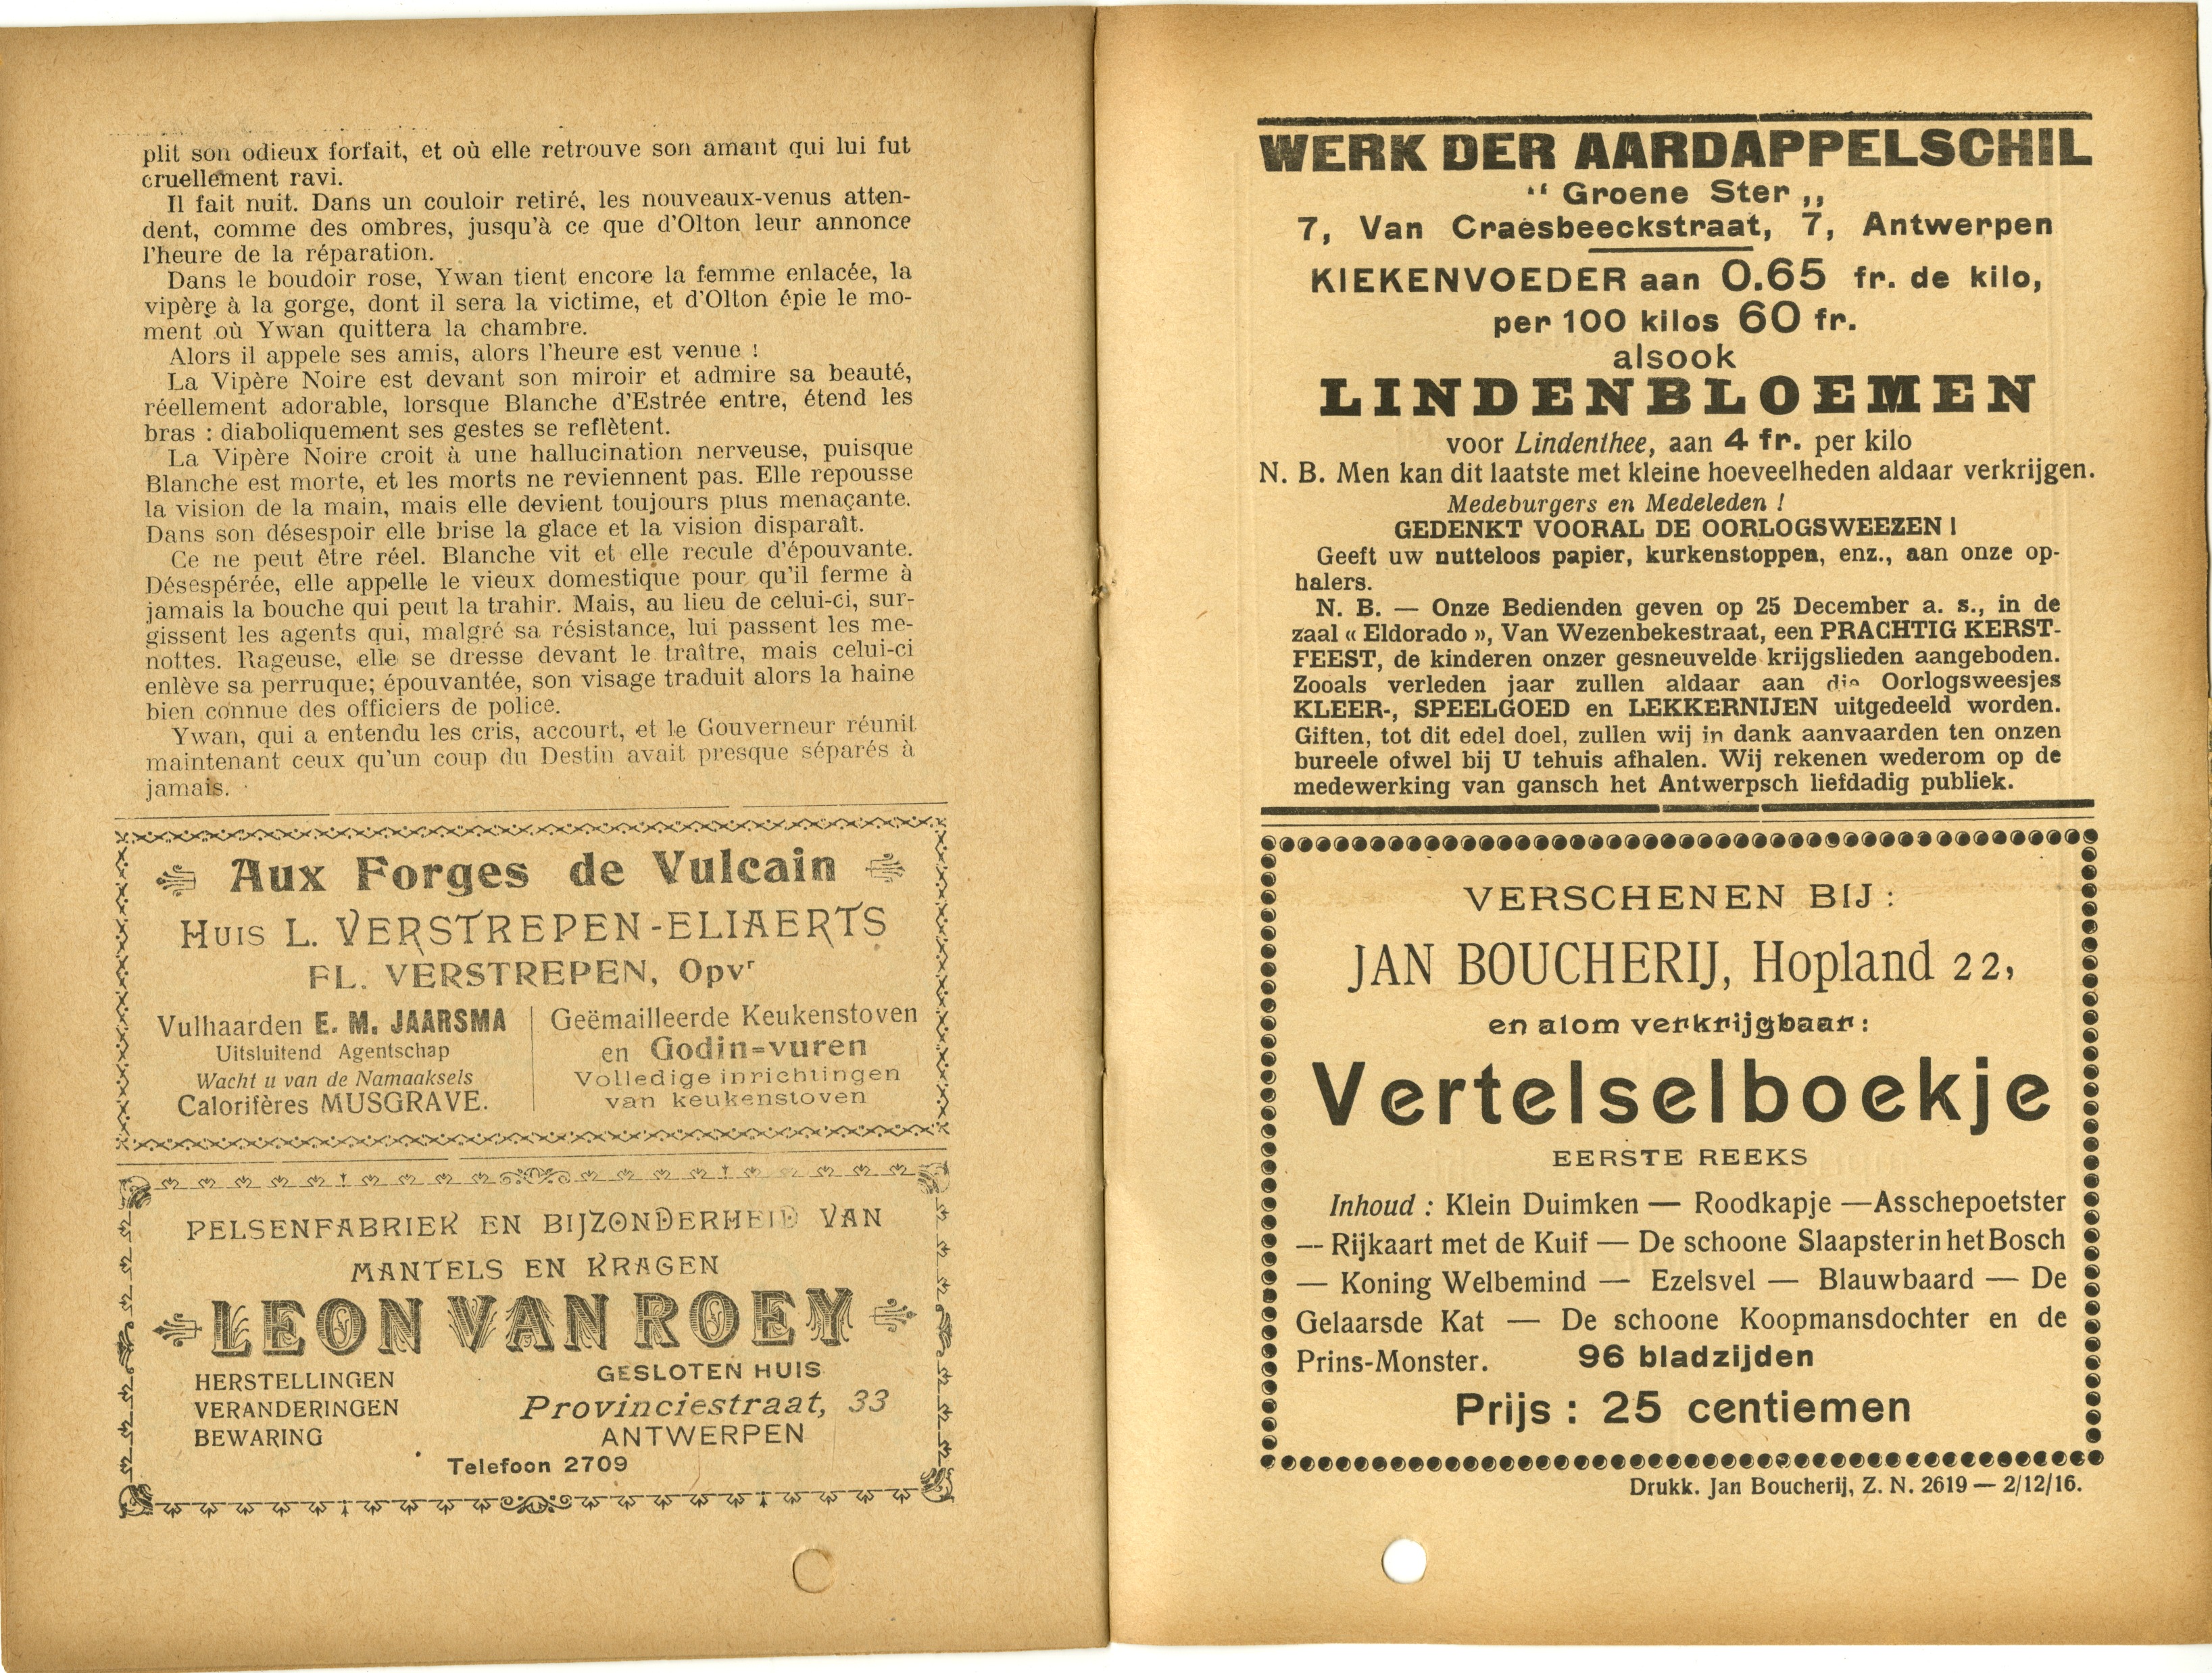 plit son odieux forfait, et où elle retrouve son amant qui lui fut
cruellement ravi.
Il fait nuit. Dans un couloir retiré, les nouveaux-venus atten-
dent, comme des ombres, jusqu'à ce que d'Olton leur annonce
l'heure de la réparation.
Dans le boudoir rose, Ywan tient encore la femme enlacée, la
vipère à la gorge, dont il sera la victime, et d'Olton épie le mo-
ment où Ywan quittera la chambre.
Alors il appele ses amis, alors l'heure est venue !
La Vipère Noire est devant son miroir et admire sa beauté,
réellement adorable, lorsque Blanche d'Estrée entre, étend les
bras : diaboliquement ses gestes se reflètent.
La Vipère Noire croit à une hallucination nerveuse, puisque
Blanche est morte, et les morts ne reviennent pas. Elle repousse
la vision de la main, mais elle devient toujours plus menaçante.
Dans son désespoir elle brise la glace et la vision disparaît.
Ce ne peut être réel. Blanche vit et elle recule d'épouvante.
Désespérée, elle appelle le vieux domestique pour qu'il ferme à
jamais la bouche qui peut la trahir. Mais, au lieu de celui-ci, sur-
gissent les agents qui, malgré sa résistance, lui passent les me-
nottes. Rageuse, elle se dresse devant le traître, mais celui-ci
enlève sa perruque; épouvantée, son visage traduit alors la haine
bien connue des officiers de police.
Ywan, qui a entendu les cris, accourt, et le Gouverneur réunit
maintenant ceux qu'un coup du Destin avait presque séparés à
jamais.
Aux Forges de Vulcain
HUIS L. VERSTREPEN-ELIAERTS
FL. VERSTREPEN, Opvr
Vulhaarden E. M. JAARSMA
Uitsluitend Agentschap
Wacht u van de Namaaksels
Calorifères MUSGRAVE.
Geëmailleerde Keukenstoven
en Godin=vuren
Volledige inrichtingen
van keukenstoven
PELSENFABRIEK EN BIJZONDERHEID VAN
MANTELS EN KRAGEN
LEON VAN ROEY
HERSTELLINGEN
VERANDERINGEN
BEWARING
GESLOTEN HUIS
Provinciestraat, 33
ANTWERPEN
Telefoon 2709
WERK DER AARDAPPELSCHIL
“ Groene Ster „
7, Van Craesbeeckstraat, 7, Antwerpen
KIEKENVOEDER aan 0.65 fr. de kilo,
per 100 kilos 60 fr.
alsook
LINDENBLOEMEN
voor Lindenthee, aan 4 fr. per kilo
N. B. Men kan dit laatste met kleine hoeveelheden aldaar verkrijgen.
Medeburgers en Medeleden !
GEDENKT VOORAL DE OORLOGSWEEZEN !
Geeft uw nutteloos papier, kurkenstoppen, enz., aan onze op-
halers.
N. B. — Onze Bedienden geven op 25 December a. s., in de
zaal « Eldorado », Van Wezenbekestraat, een PRACHTIG KERST-
FEEST, de kinderen onzer gesneuvelde krijgslieden aangeboden.
Zooals verleden jaar zullen aldaar aan die Oorlogsweesjes
KLEER-, SPEELGOED en LEKKERNIJEN uitgedeeld worden.
Giften, tot dit edel doel, zullen wij in dank aanvaarden ten onzen
bureele ofwel bij U tehuis afhalen. Wij rekenen wederom op de
medewerking van gansch het Antwerpsch liefdadig publiek.
VERSCHENEN BIJ :
JAN BOUCHERIJ, Hopland 22,
en alom verkrijgbaar :
Vertelselboekje
EERSTE REEKS
Inhoud : Klein Duimken — Roodkapje — Asschepoetster
— Rijkaart met de Kuif — De schoone Slaapster in het Bosch
— Koning Welbemind — Ezelsvel — Blauwbaard — De
Gelaarsde Kat — De schoone Koopmansdochter en de
Prins-Monster. 96 bladzijden
Prijs : 25 centiemen
Drukk. Jan Boucherij, Z. N. 2619 — 2/12/16.